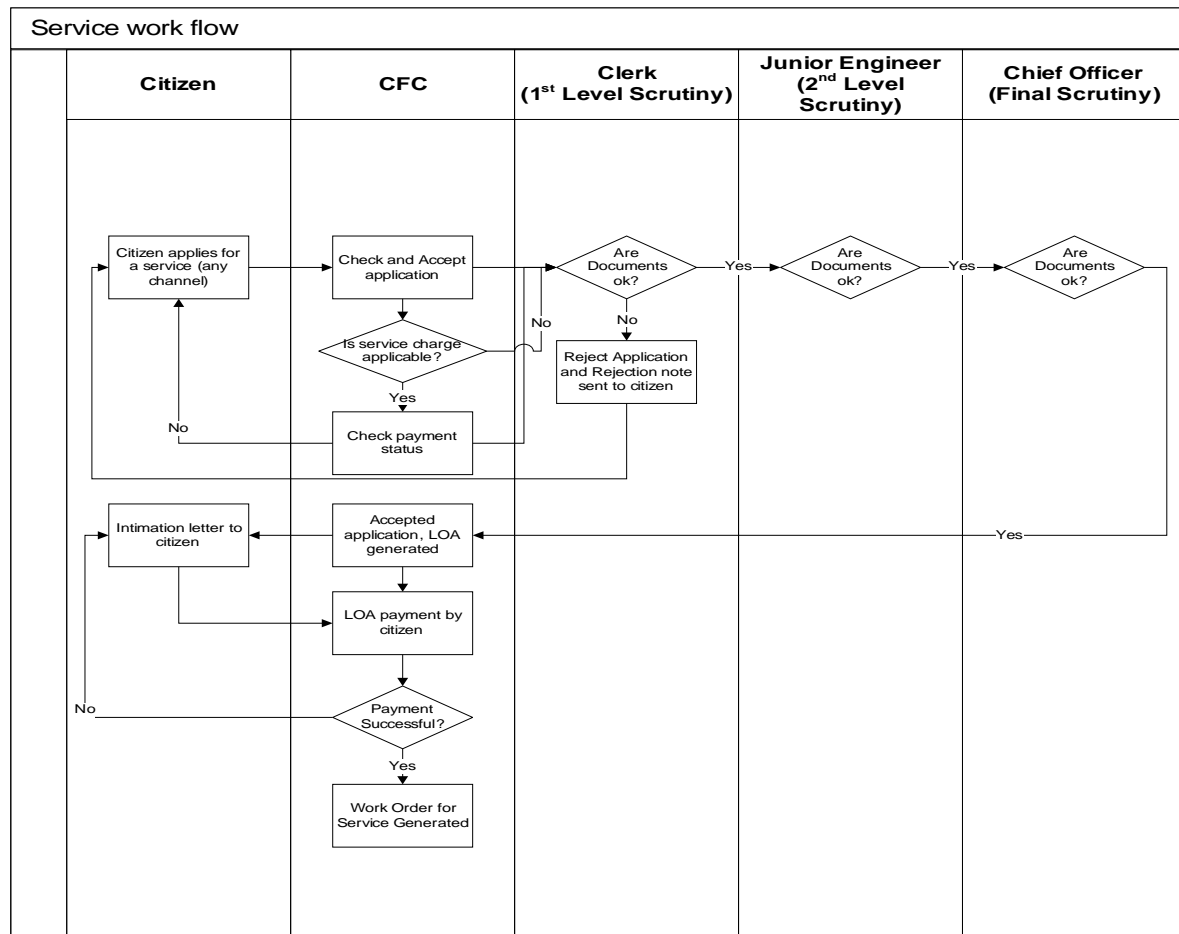 Service work flow
Citizen
CFC
Clerk
(1st Level Scrutiny)
Junior Engineer
(2nd Level
Scrutiny)
Chief Officer
(Final Scrutiny)
Citizen applies for
a service (any
channel)
Check and Accept
application
Are
Documents
ok?
Yes
Are
Documents
ok?
Yes
Are
Documents
ok?
No
No
Is service charge
applicable?
Reject Application
and Rejection note
sent to citizen
Yes
No
Check payment
status
Intimation letter to
citizen
Accepted
application, LOA
generated
Yes
LOA payment by
citizen
No
Payment
Successful?
Yes
Work Order for
Service Generated